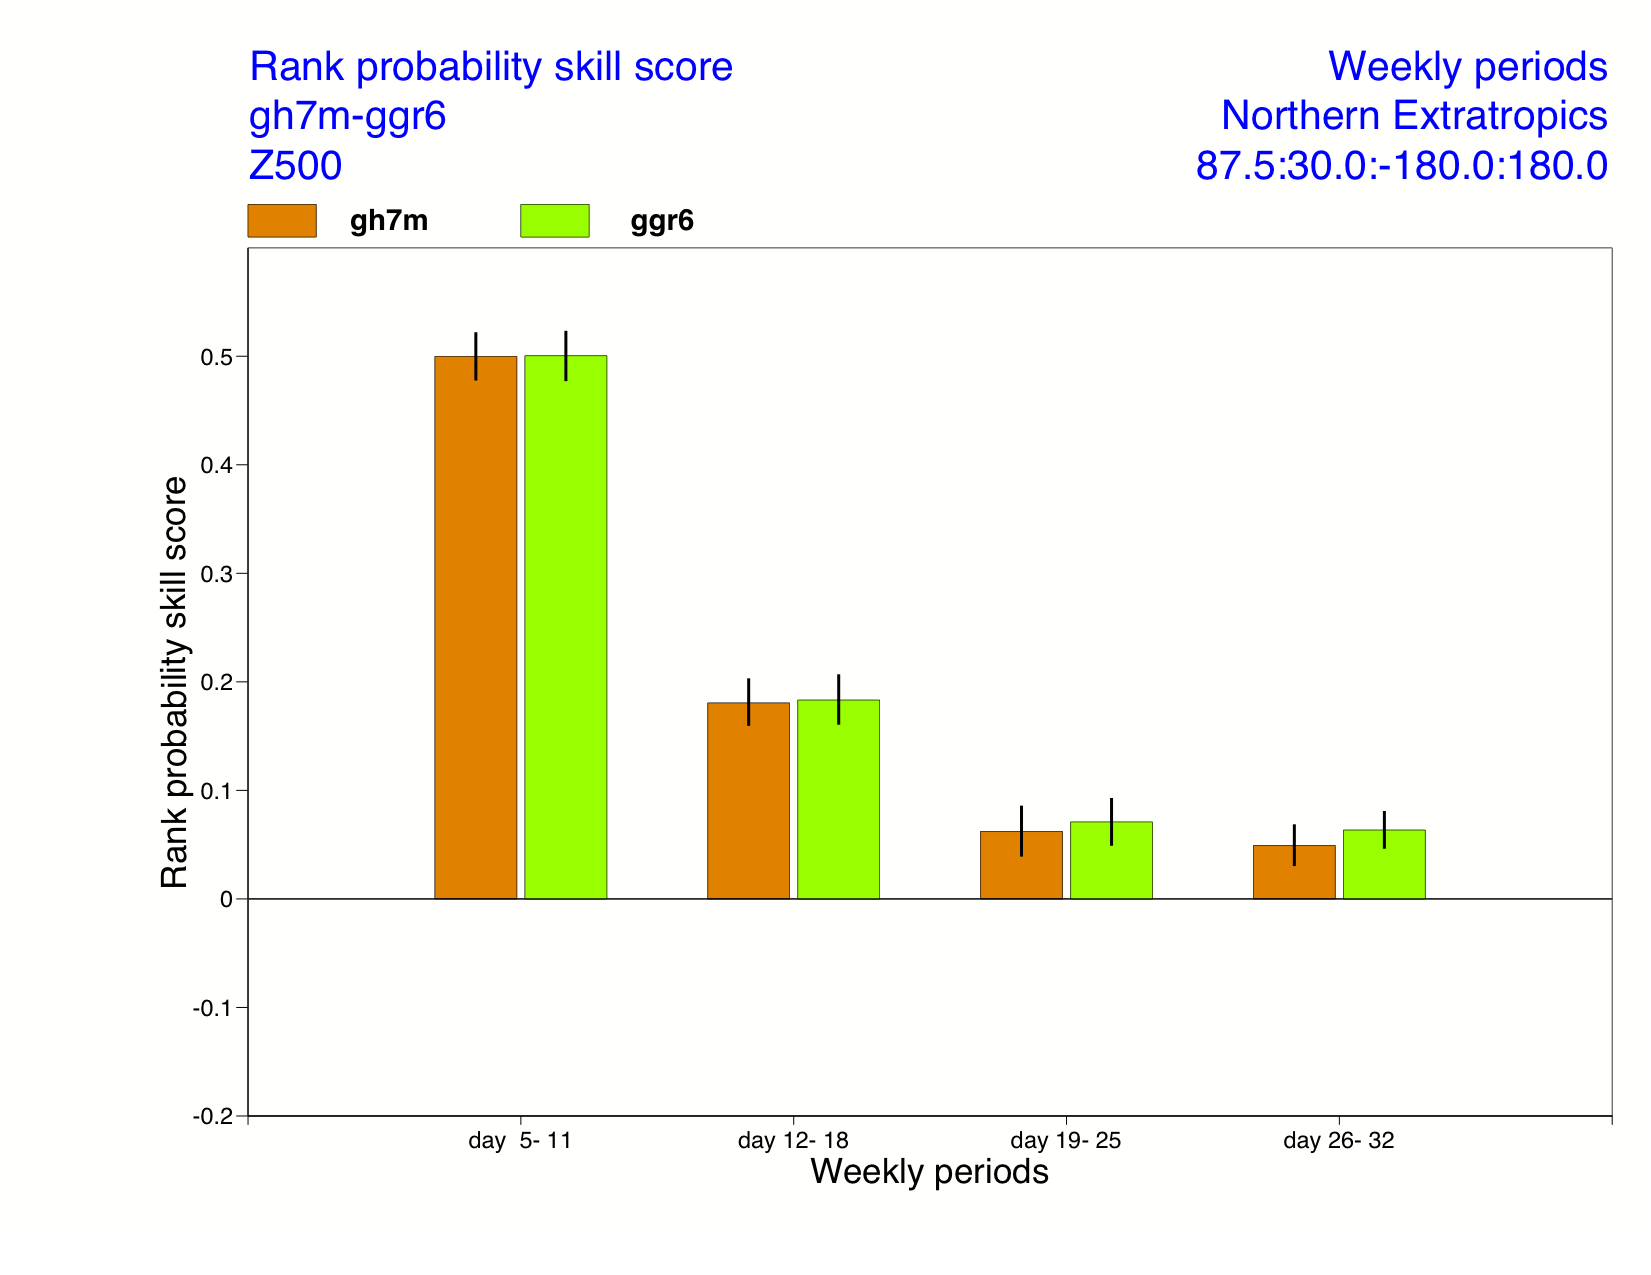 Rank probability skill score
gh7m-ggr6
Z500
Weekly periods
Northern Extratropics
87.5:30.0:-180.0:180.0
gh7m
ggr6
Rank probability skill score
0.5
0.4
0.3
0.2
0.1
0
-0.1
-0.2
day  5- 11
day 12- 18
day 19- 25
day 26- 32
Weekly periods